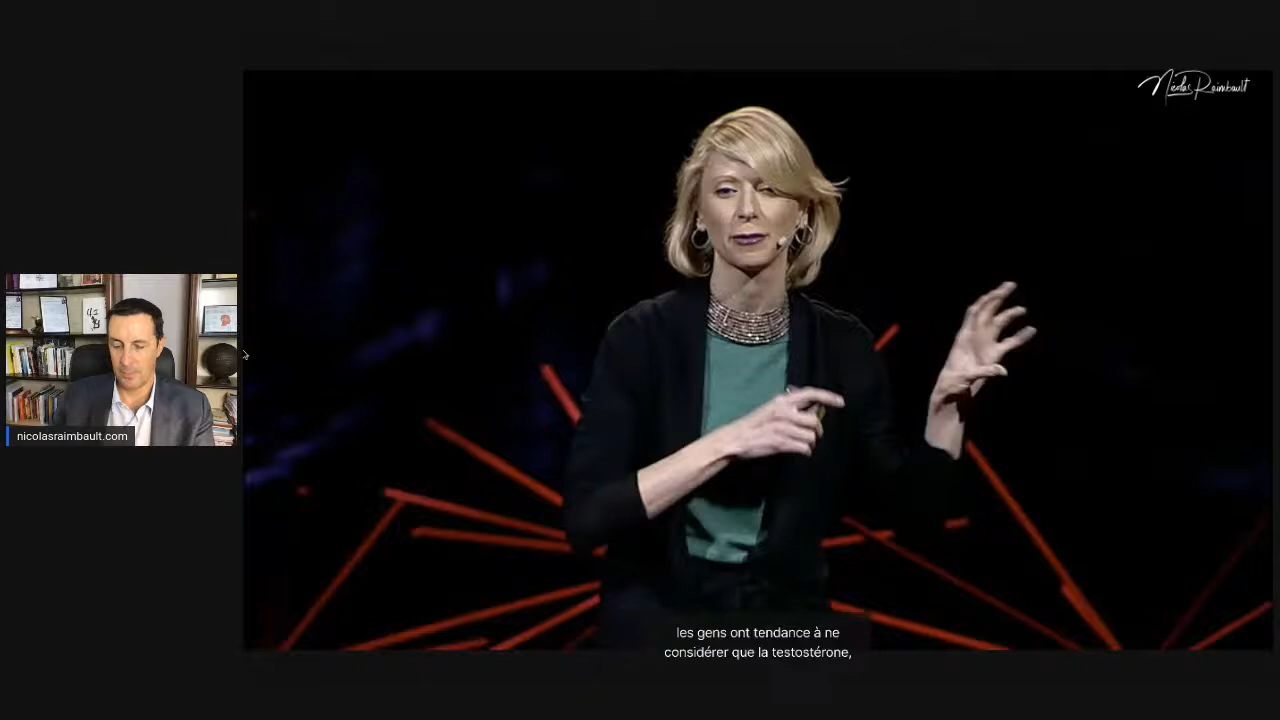 Nicolas Raimbault
nicolasraimbault.com
les gens ont tendance à ne
considérer que la testostérone,